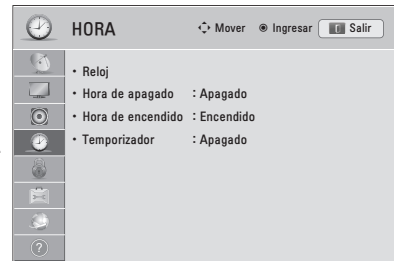 HORA Mover Ingresar Salir
• Reloj
• Hora de apagado : Apagado
• Hora de encendido : Encendido
• Temporizador : Apagado
?